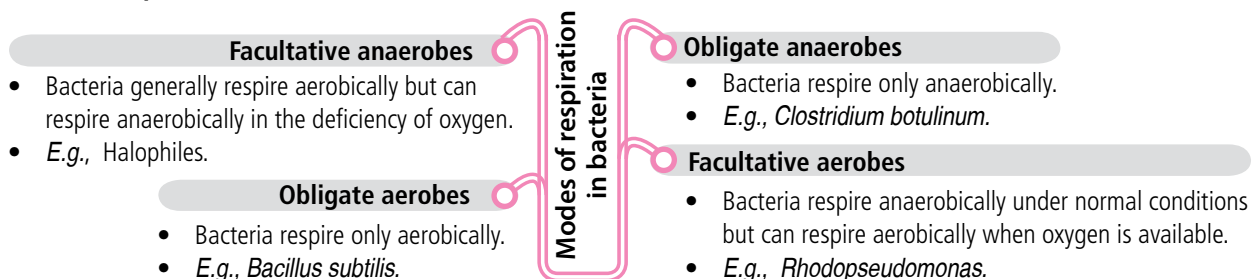 Modes of respiration
in bacteria
Facultative anaerobes
• Bacteria generally respire aerobically but can
respire anaerobically in the deficiency of oxygen.
• E.g., Halophiles.
Obligate aerobes
• Bacteria respire only aerobically.
• E.g., Bacillus subtilis.
Obligate anaerobes
• Bacteria respire only anaerobically.
• E.g., Clostridium botulinum.
Facultative aerobes
• Bacteria respire anaerobically under normal conditions
but can respire aerobically when oxygen is available.
• E.g., Rhodopseudomonas.